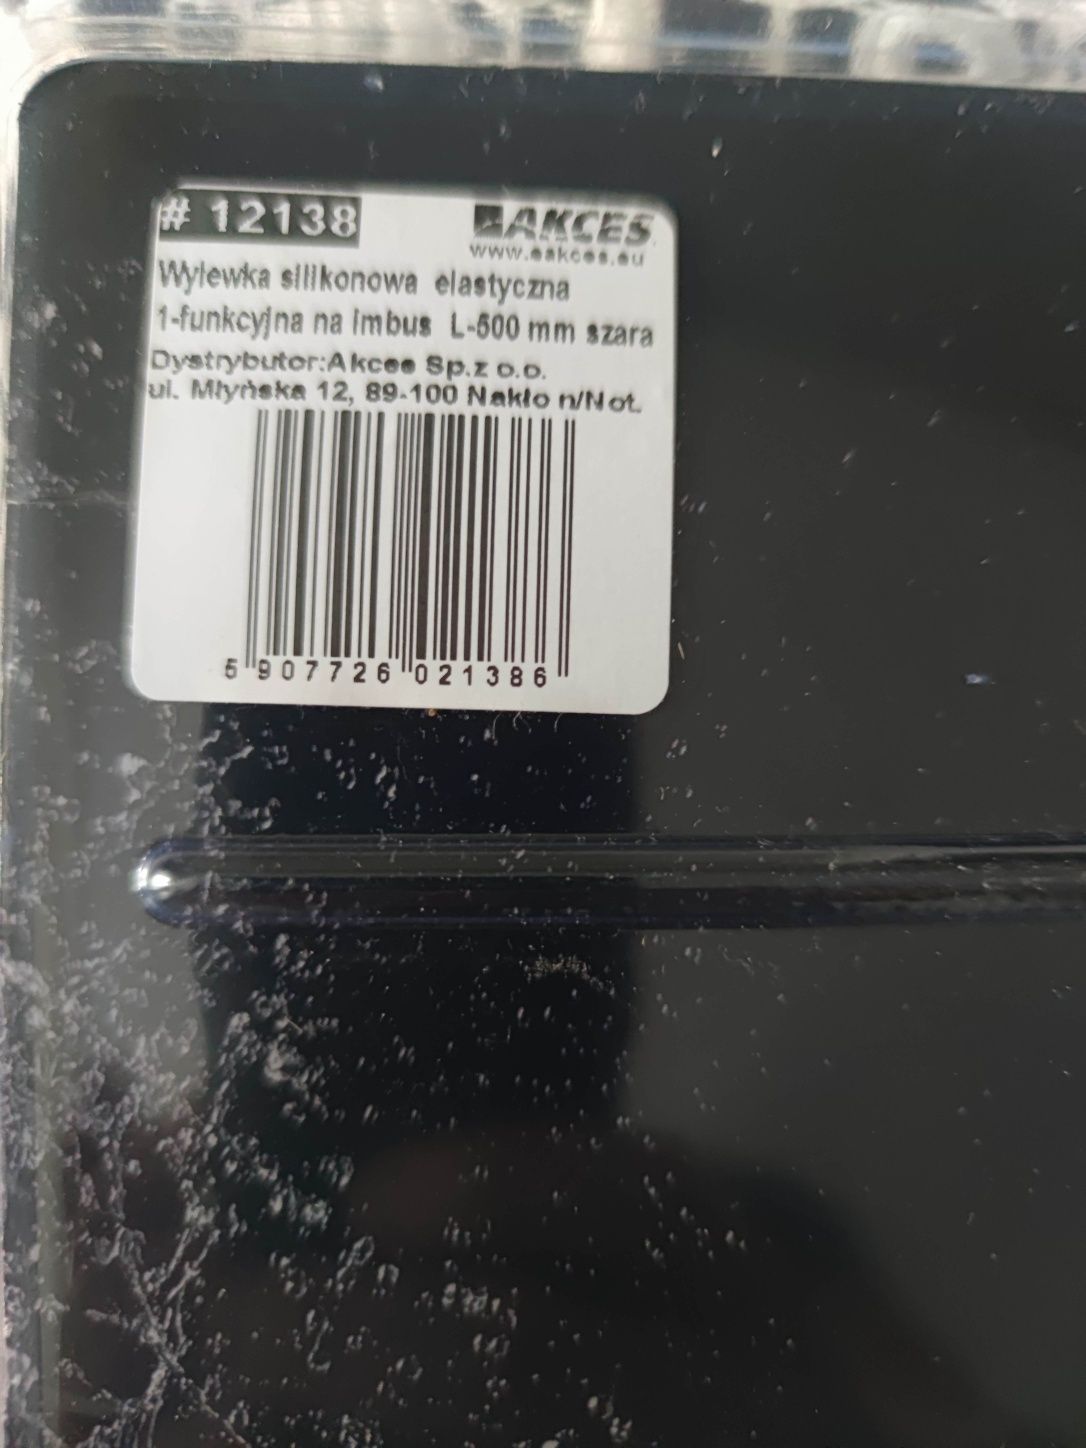 # 12138
AKCES
www.eakces.eu
Wylewka silikonowa elastyczna
1-funkcyjna na imbus L-500 mm szara
Dystrybutor:Akces Sp.z o.o.
ul. Młyńska 12, 89-100 Nakło n/Not.
5 907726 021386